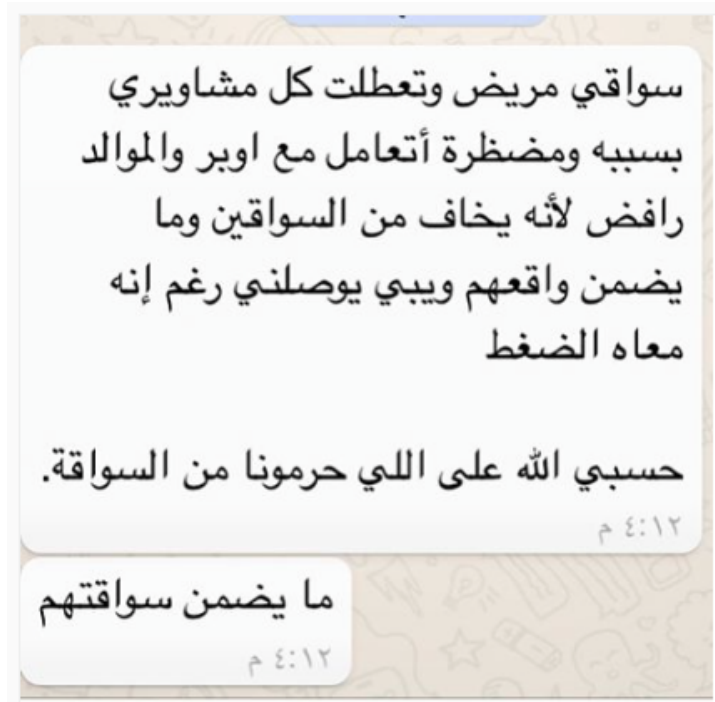 سواقي مريض وتعطلت كل مشاويري
بسببه ومضظرة أتعامل مع اوبر والموالد
رافض لأنه يخاف من السواقين وما
يضمن واقعهم ويبي يوصلني رغم إنه
معاه الضغط
حسبي الله على اللي حرمونا من السواقة.
٤:١٢ م
ما يضمن سواقتهم
٤:١٢ م